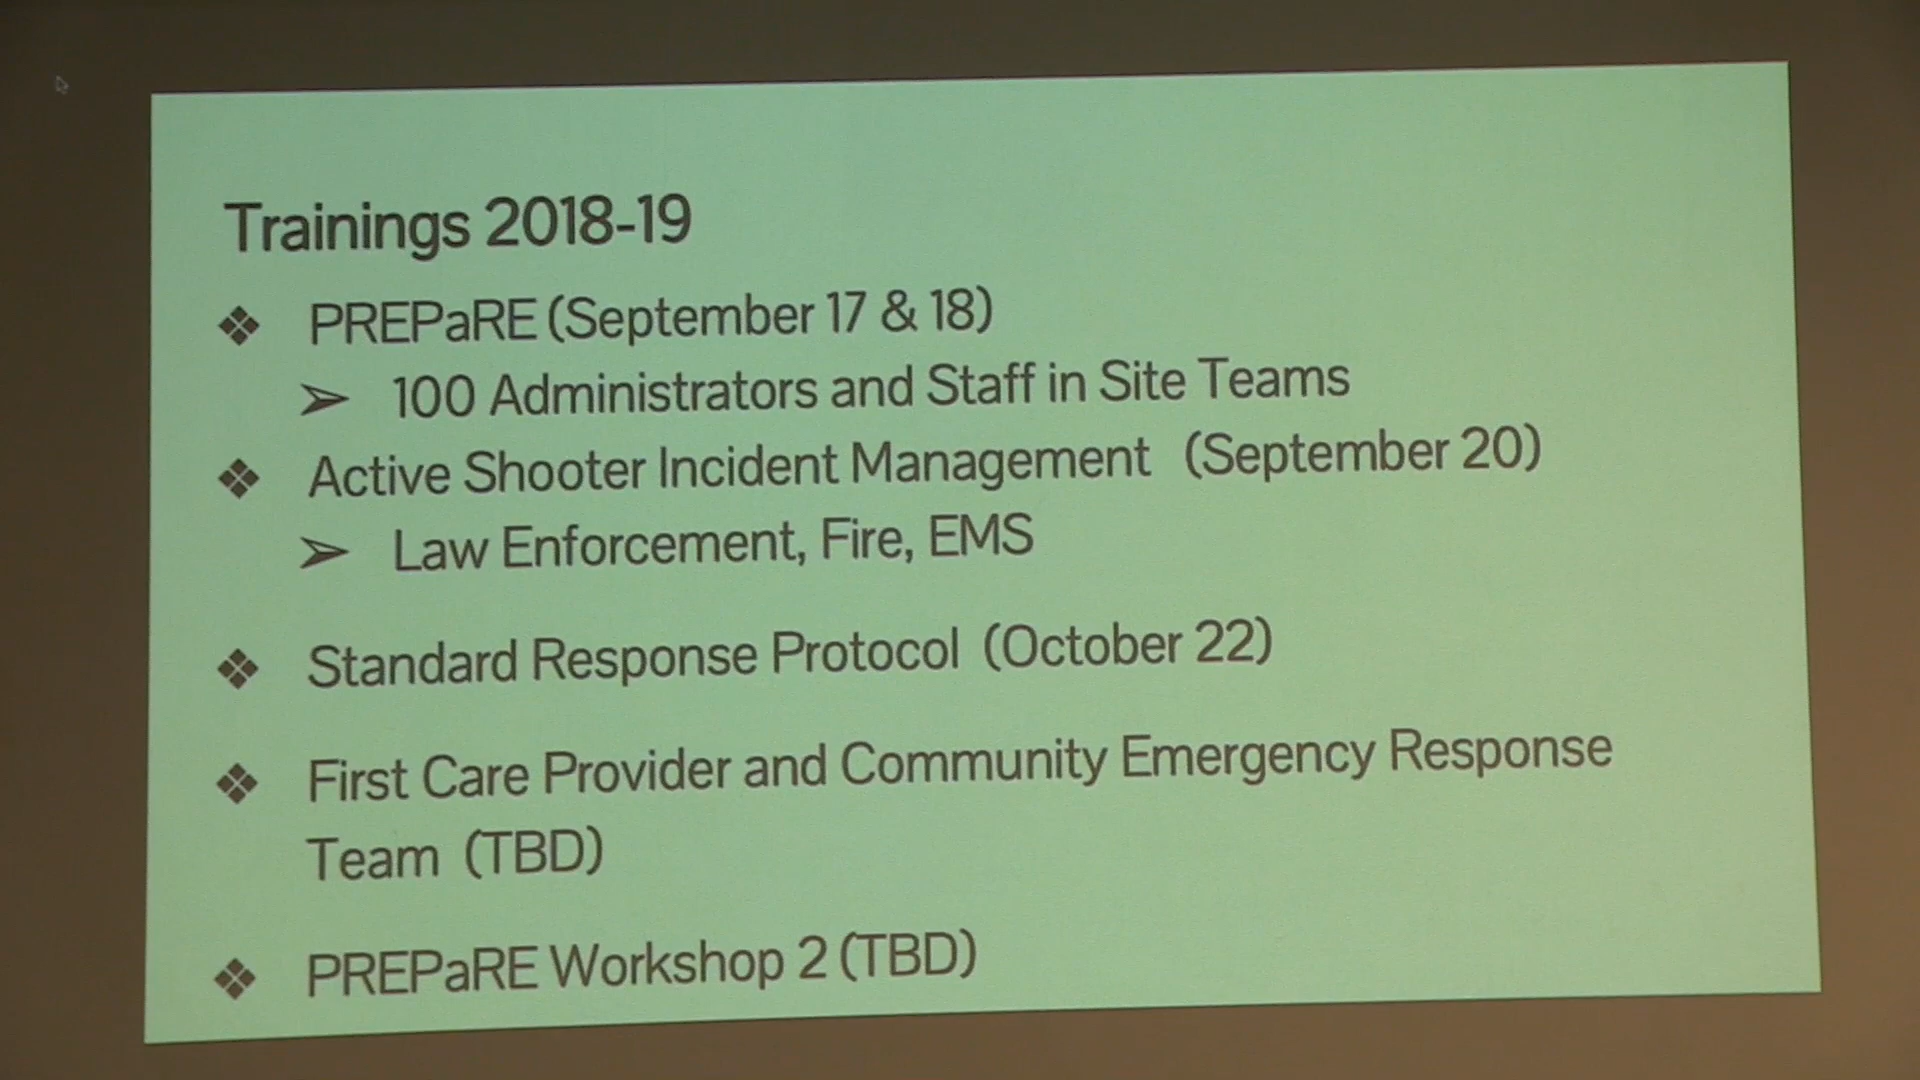 Trainings 2018-19
❖ PREPaRE (September 17 & 18)
➢ 100 Administrators and Staff in Site Teams
❖ Active Shooter Incident Management (September 20)
➢ Law Enforcement, Fire, EMS
❖ Standard Response Protocol (October 22)
❖ First Care Provider and Community Emergency Response
Team (TBD)
❖ PREPaRE Workshop 2 (TBD)